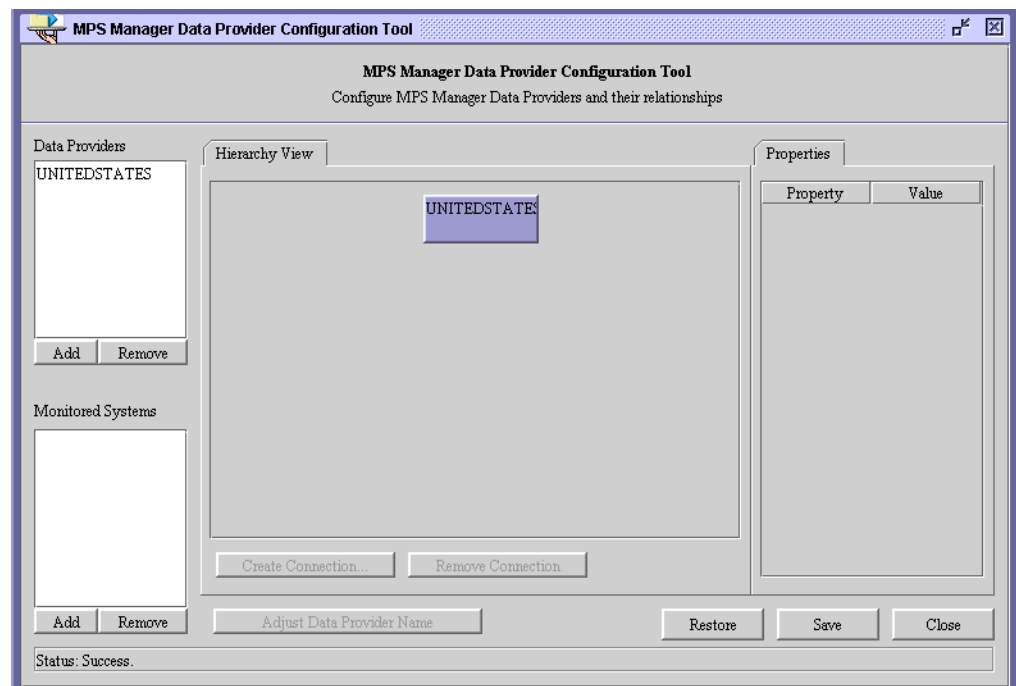 MPS Manager Data Provider Configuration Tool
MPS Manager Data Provider Configuration Tool
Configure MPS Manager Data Providers and their relationships
Data Providers
UNITEDSTATES
Add Remove
Monitored Systems
Add Remove
Hierarchy View
UNITEDSTATES
Create Connection... Remove Connection
Adjust Data Provider Name
Properties
Property Value
Restore Save Close
Status: Success.